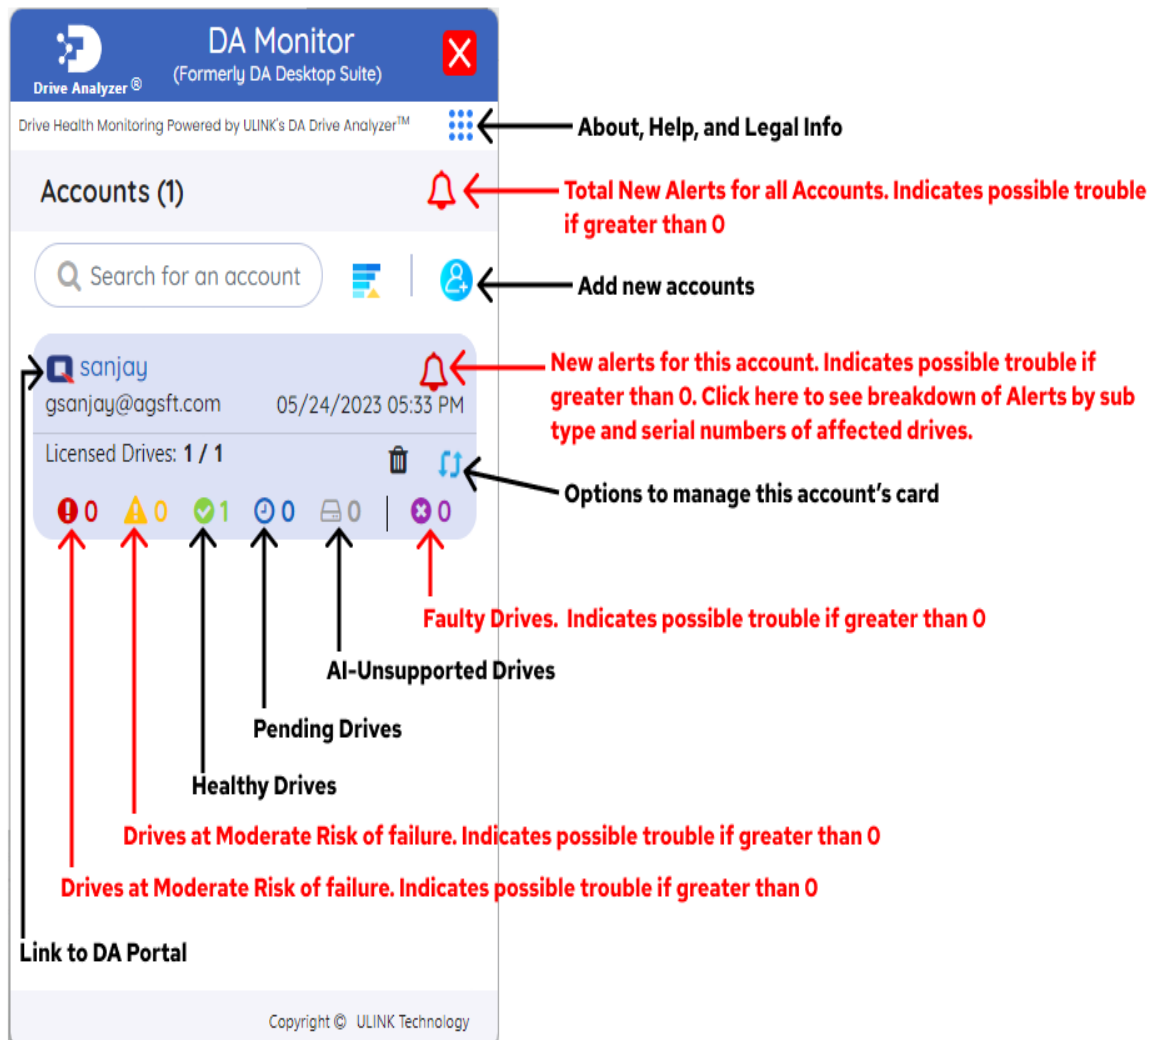 DA Monitor
(Formerly DA Desktop Suite)
Drive Analyzer ®
Drive Health Monitoring Powered by ULINK's DA Drive Analyzer™
About, Help, and Legal Info
Accounts (1)
Total New Alerts for all Accounts. Indicates possible trouble
if greater than 0
Search for an account
Add new accounts
sanjay
gsanjay@agsft.com 05/24/2023 05:33 PM
New alerts for this account. Indicates possible trouble if
greater than 0. Click here to see breakdown of Alerts by sub
type and serial numbers of affected drives.
Licensed Drives: 1 / 1
Options to manage this account's card
0 0 1 0 0 0
Faulty Drives. Indicates possible trouble if greater than 0
AI-Unsupported Drives
Pending Drives
Healthy Drives
Drives at Moderate Risk of failure. Indicates possible trouble if greater than 0
Drives at Moderate Risk of failure. Indicates possible trouble if greater than 0
Link to DA Portal
Copyright © ULINK Technology